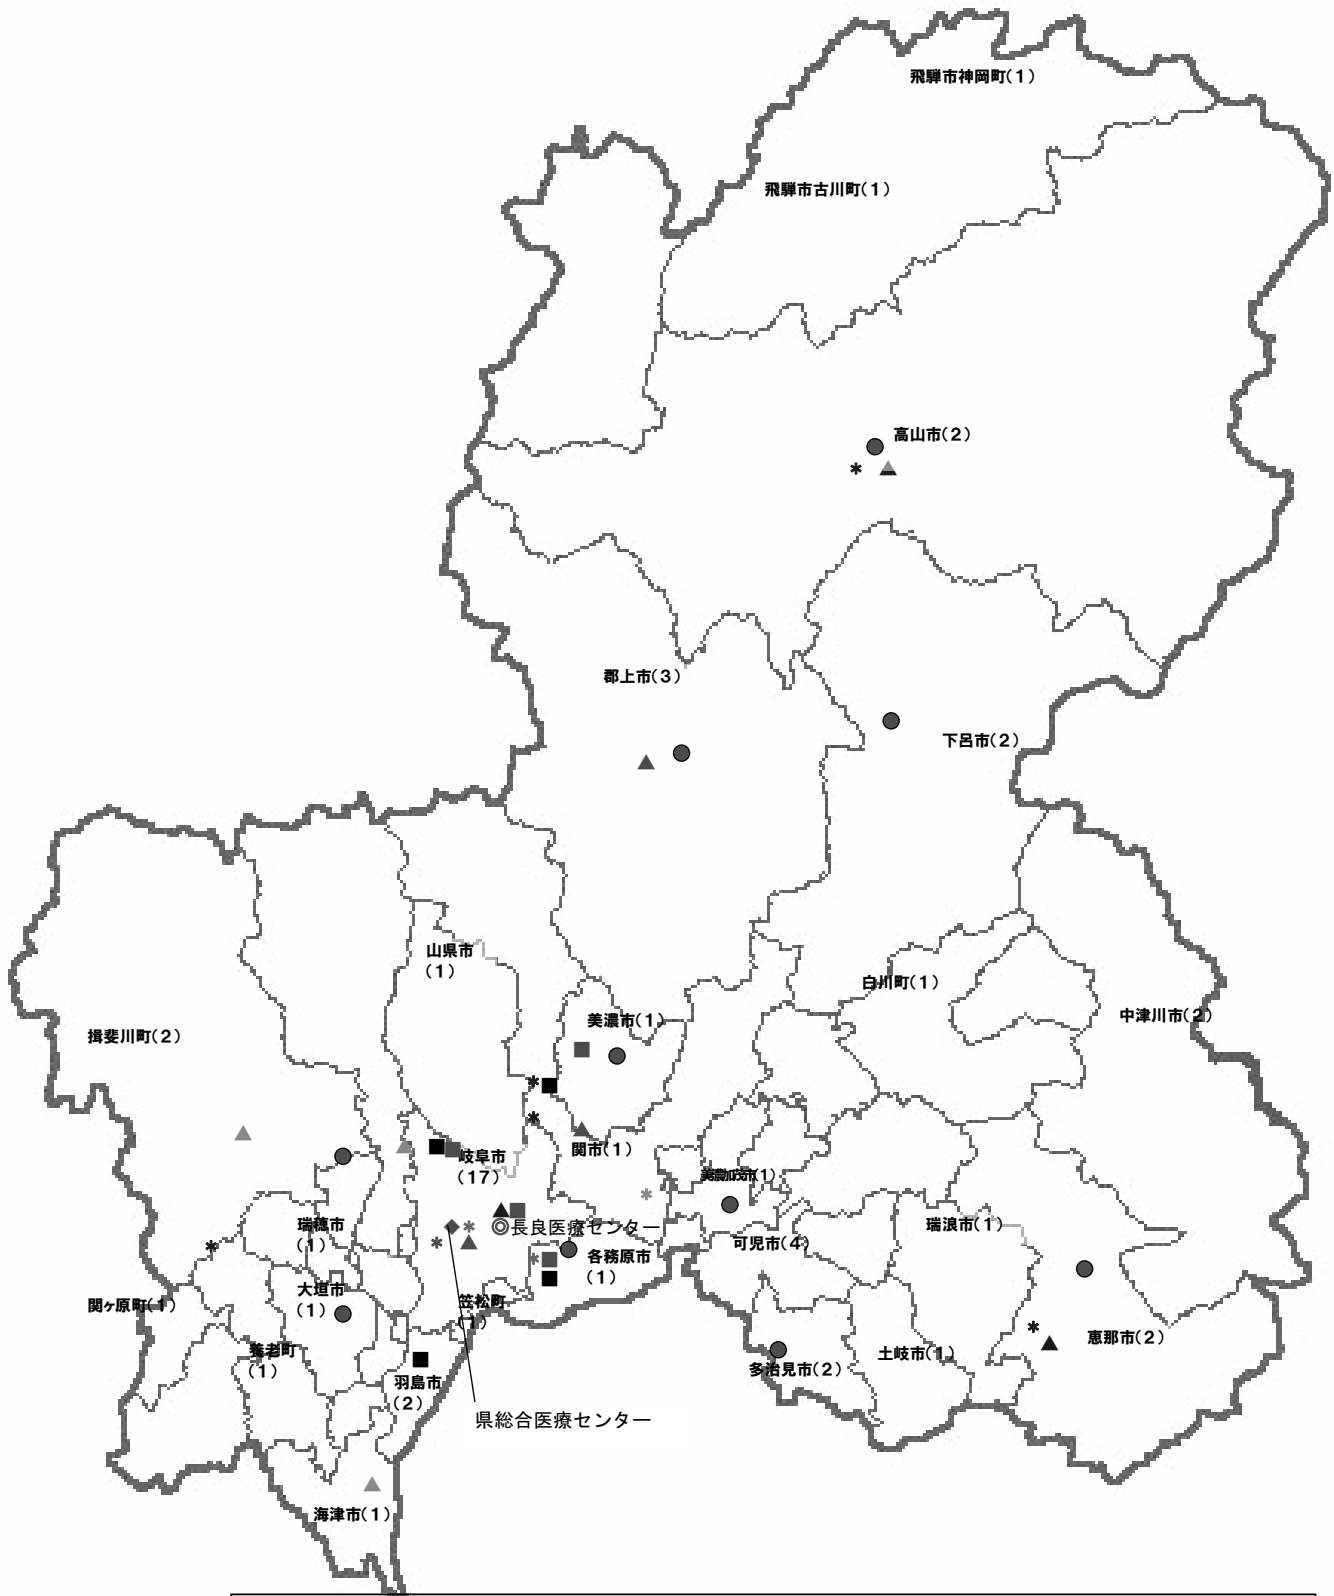 飛騨市神岡町(1)
飛騨市古川町(1)
高山市(2)
郡上市(3)
下呂市(2)
山県市
(1)
白川町(1)
中津川市(2)
美濃市(1)
揖斐川町(2)
関市(1)
岐阜市
(17)
美濃加茂市(1)
瑞穂市
(1)
長良医療センター
瑞浪市(1)
可児市(4)
各務原市
(1)
大垣市
(1)
関ヶ原町(1)
笠松町
(1)
恵那市(2)
養老町
(1)
土岐市(1)
多治見市(2)
羽島市
(2)
県総合医療センター
海津市(1)